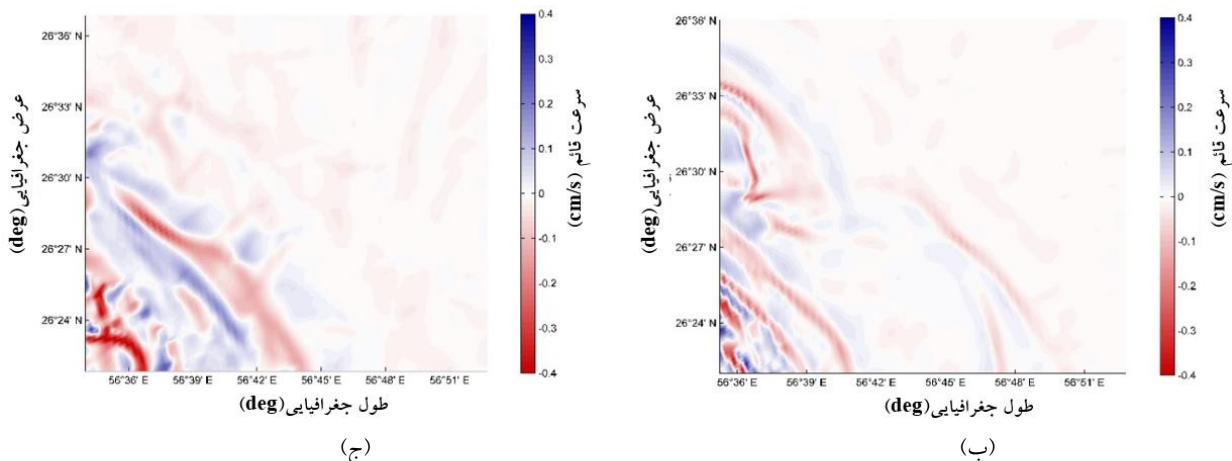 26°36' N
26°33' N
26°30' N
26°27' N
26°24' N
عرض جغرافیایی(deg)
56°36' E 56°39' E 56°42' E 56°45' E 56°48' E 56°51' E
طول جغرافیایی(deg)
0.4
0.3
0.2
0.1
0
-0.1
-0.2
-0.3
-0.4
سرعت قائم (cm/s)
(ج)
26°36' N
26°33' N
26°30' N
26°27' N
26°24' N
عرض جغرافیایی(deg)
56°36' E 56°39' E 56°42' E 56°45' E 56°48' E 56°51' E
طول جغرافیایی(deg)
0.4
0.3
0.2
0.1
0
-0.1
-0.2
-0.3
-0.4
سرعت قائم (cm/s)
(ب)